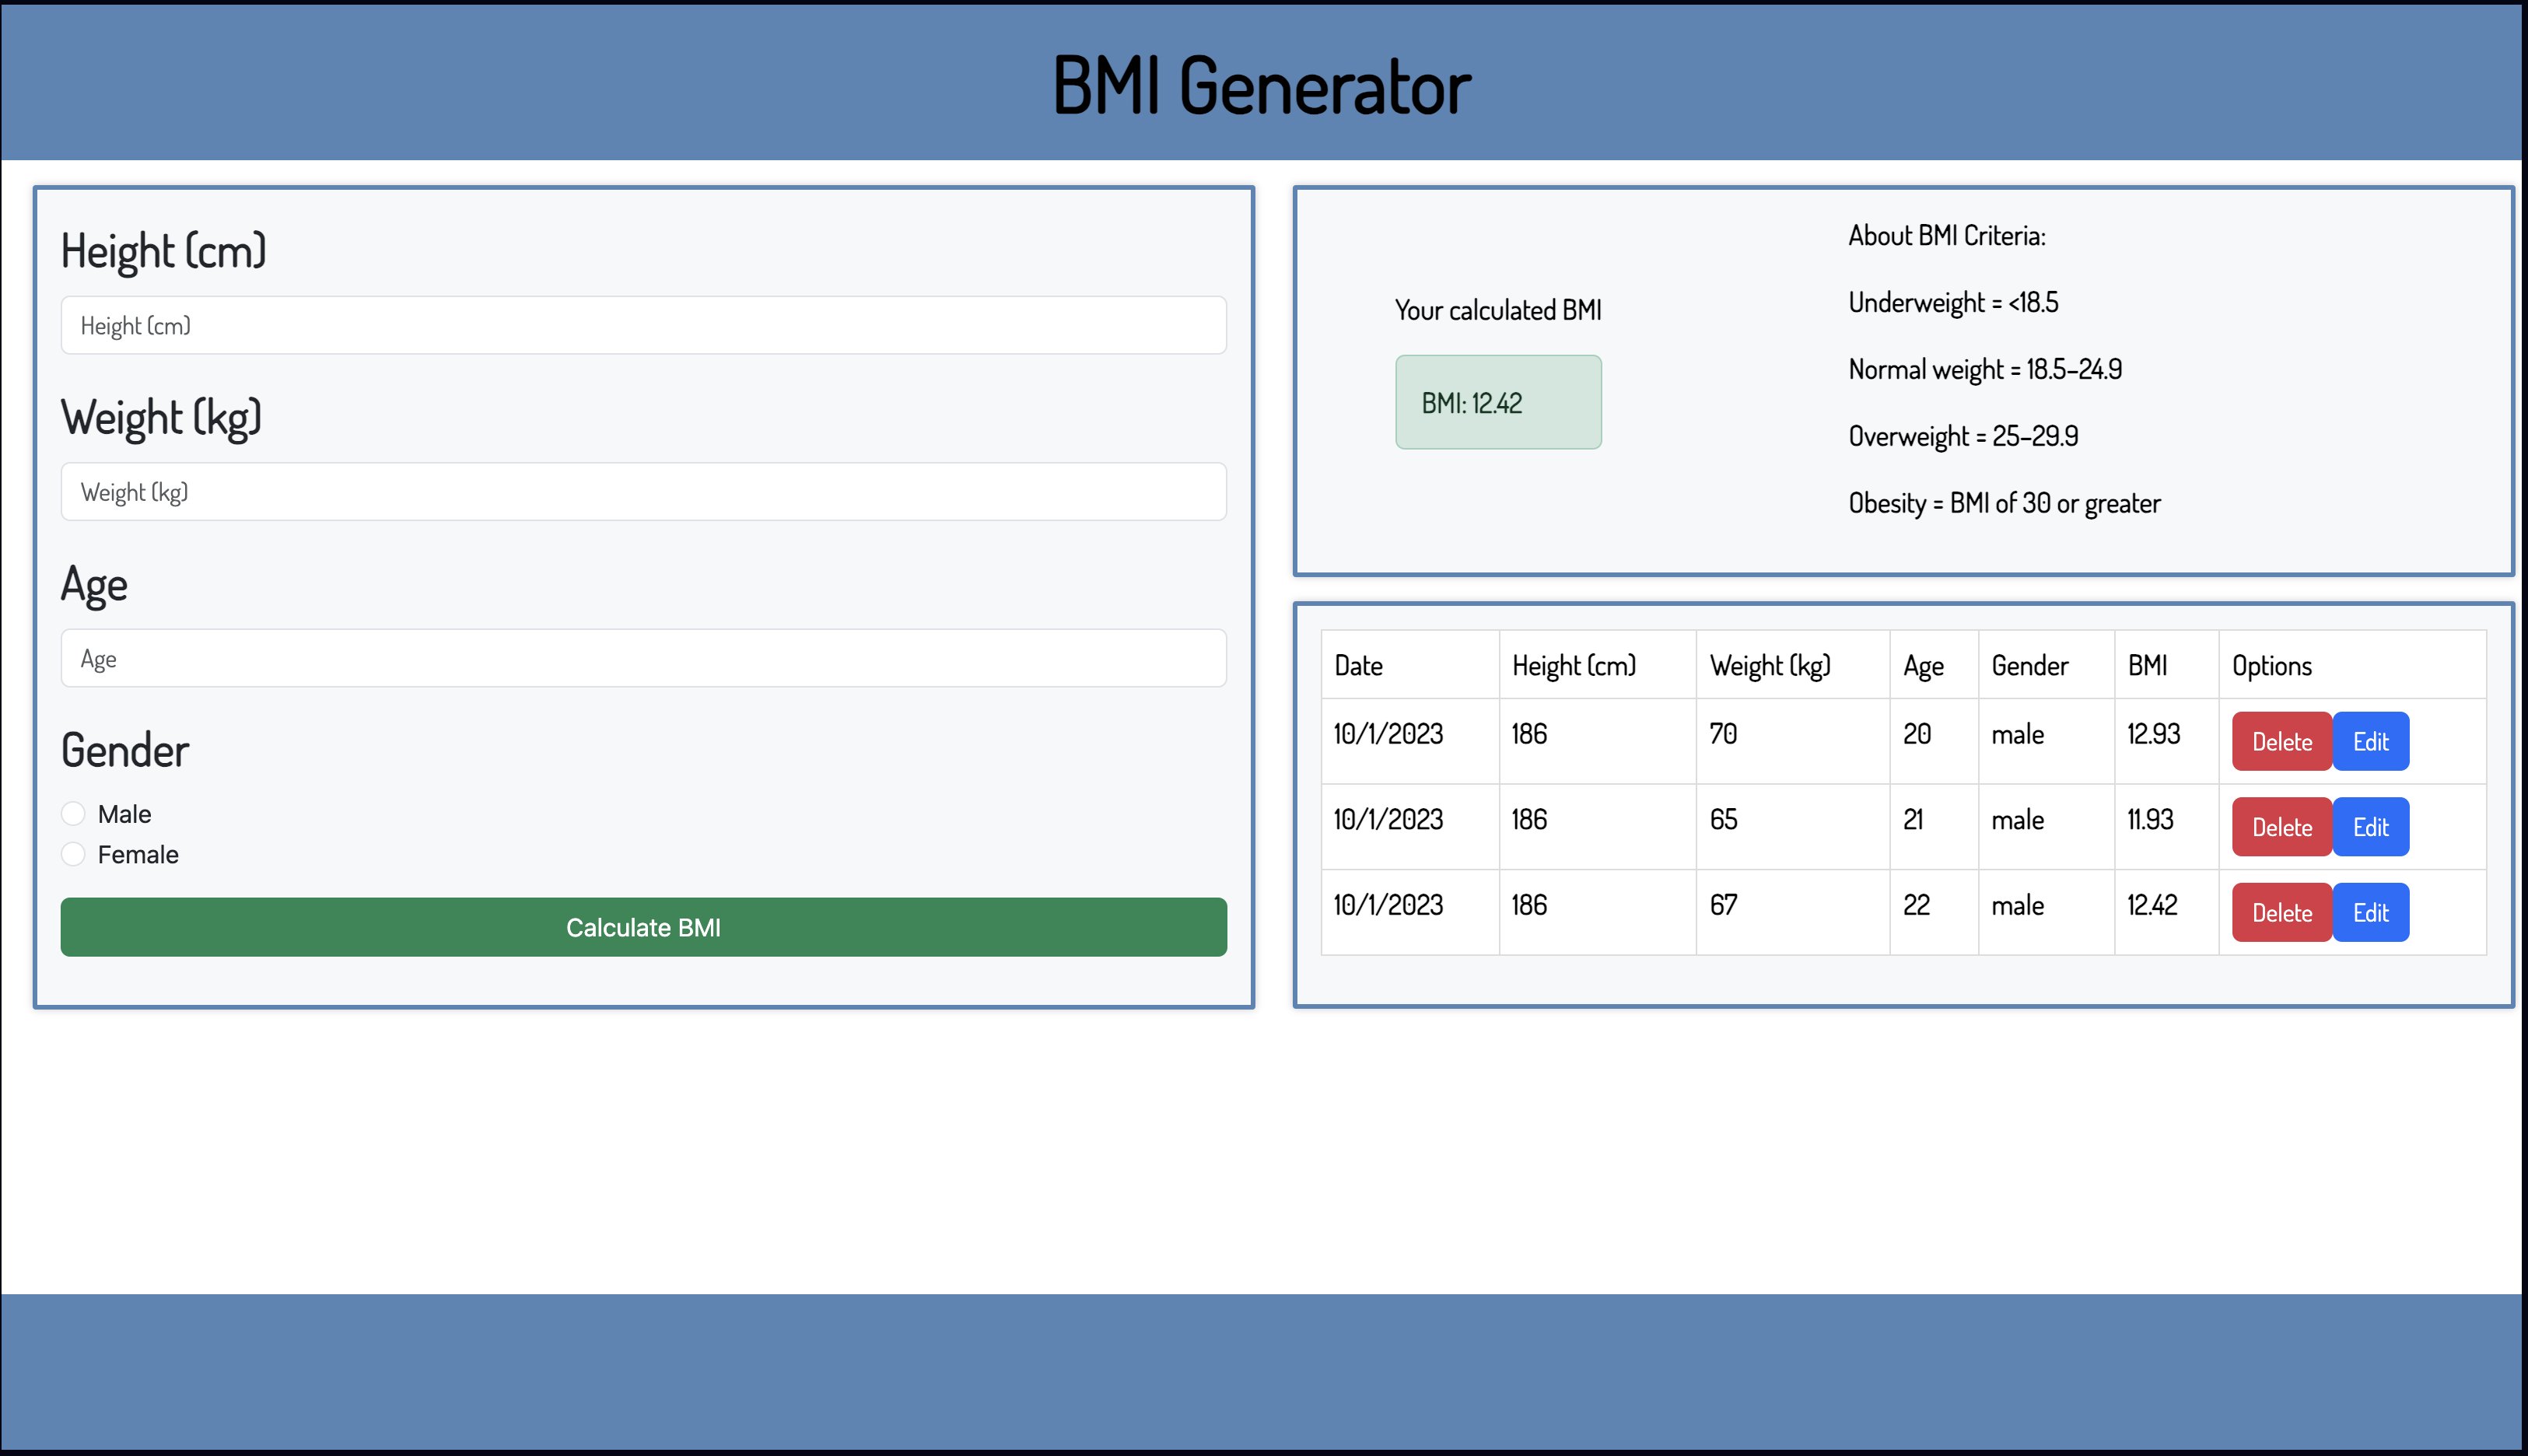 BMI Generator
Height (cm)
Height (cm)
Weight (kg)
Weight (kg)
Age
Age
Gender
Male
Female
Calculate BMI
Your calculated BMI
BMI: 12.42
About BMI Criteria:
Underweight = <18.5
Normal weight = 18.5–24.9
Overweight = 25–29.9
Obesity = BMI of 30 or greater
Date Height (cm) Weight (kg) Age Gender BMI Options
10/1/2023 186 70 20 male 12.93 Delete Edit
10/1/2023 186 65 21 male 11.93 Delete Edit
10/1/2023 186 67 22 male 12.42 Delete Edit